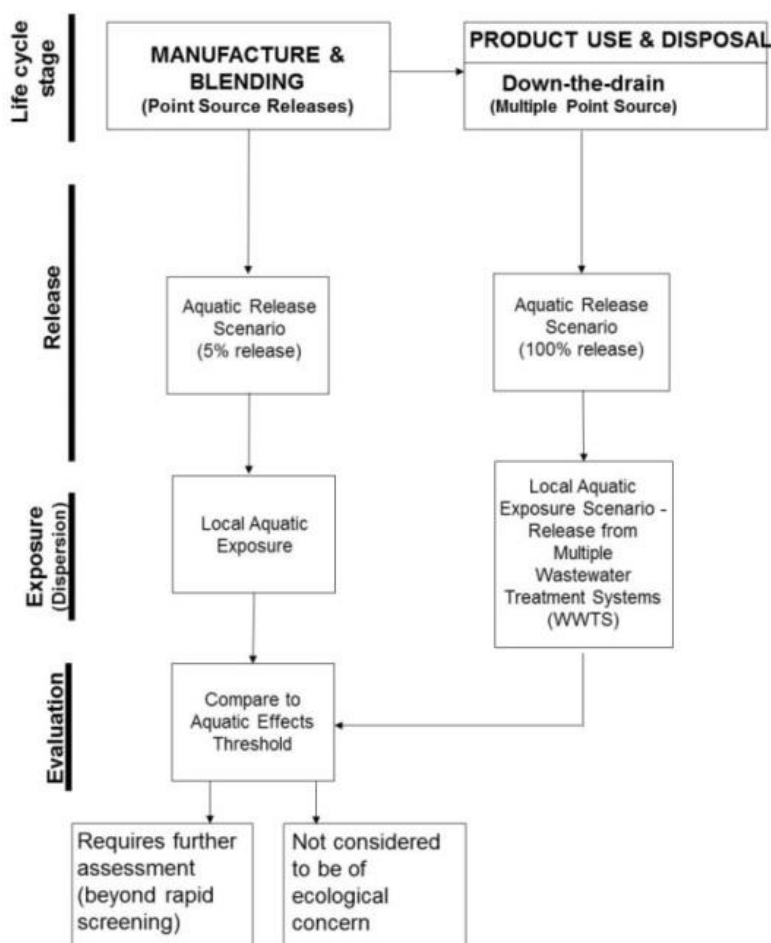 Life cycle
stage
MANUFACTURE &
BLENDING
(Point Source Releases)
PRODUCT USE & DISPOSAL
Down-the-drain
(Multiple Point Source)
Release
Aquatic Release
Scenario
(5% release)
Aquatic Release
Scenario
(100% release)
Exposure
(Dispersion)
Local Aquatic
Exposure
Local Aquatic
Exposure Scenario -
Release from
Multiple
Wastewater
Treatment Systems
(WWTS)
Evaluation
Compare to
Aquatic Effects
Threshold
Requires further
assessment
(beyond rapid
screening)
Not considered
to be of
ecological
concern